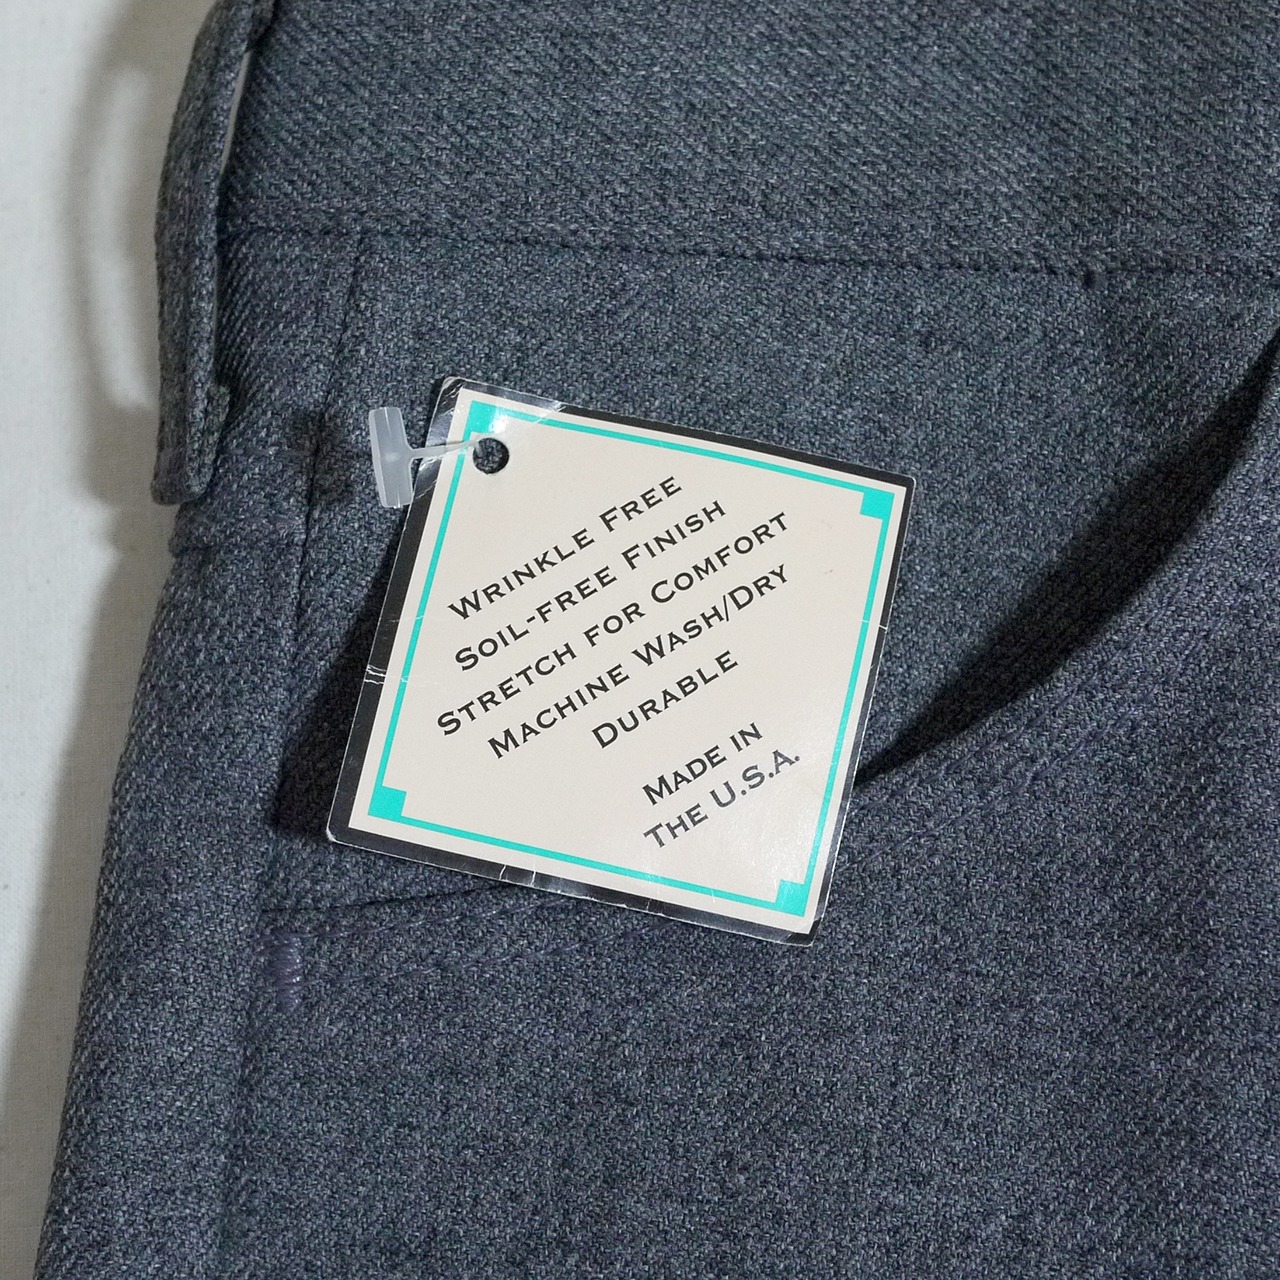 Wrinkle Free
Soil-free Finish
Stretch for Comfort
Machine Wash/Dry
Durable
Made in
The U.S.A.